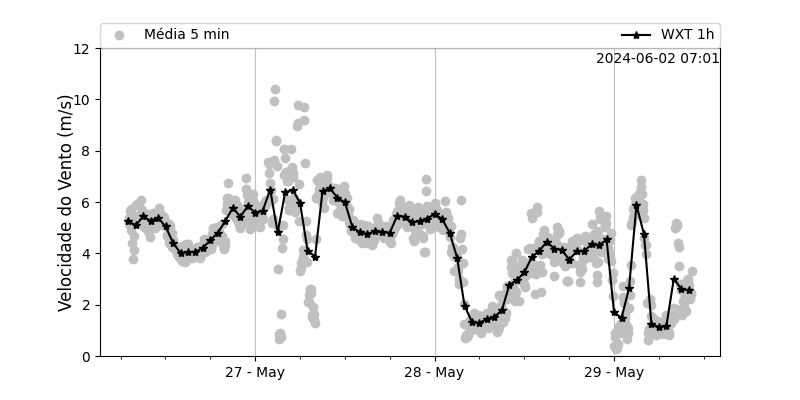 Média 5 min
WXT 1h
2024-06-02 07:01
Velocidade do Vento (m/s)
12
10
8
6
4
2
0
27 - May
28 - May
29 - May